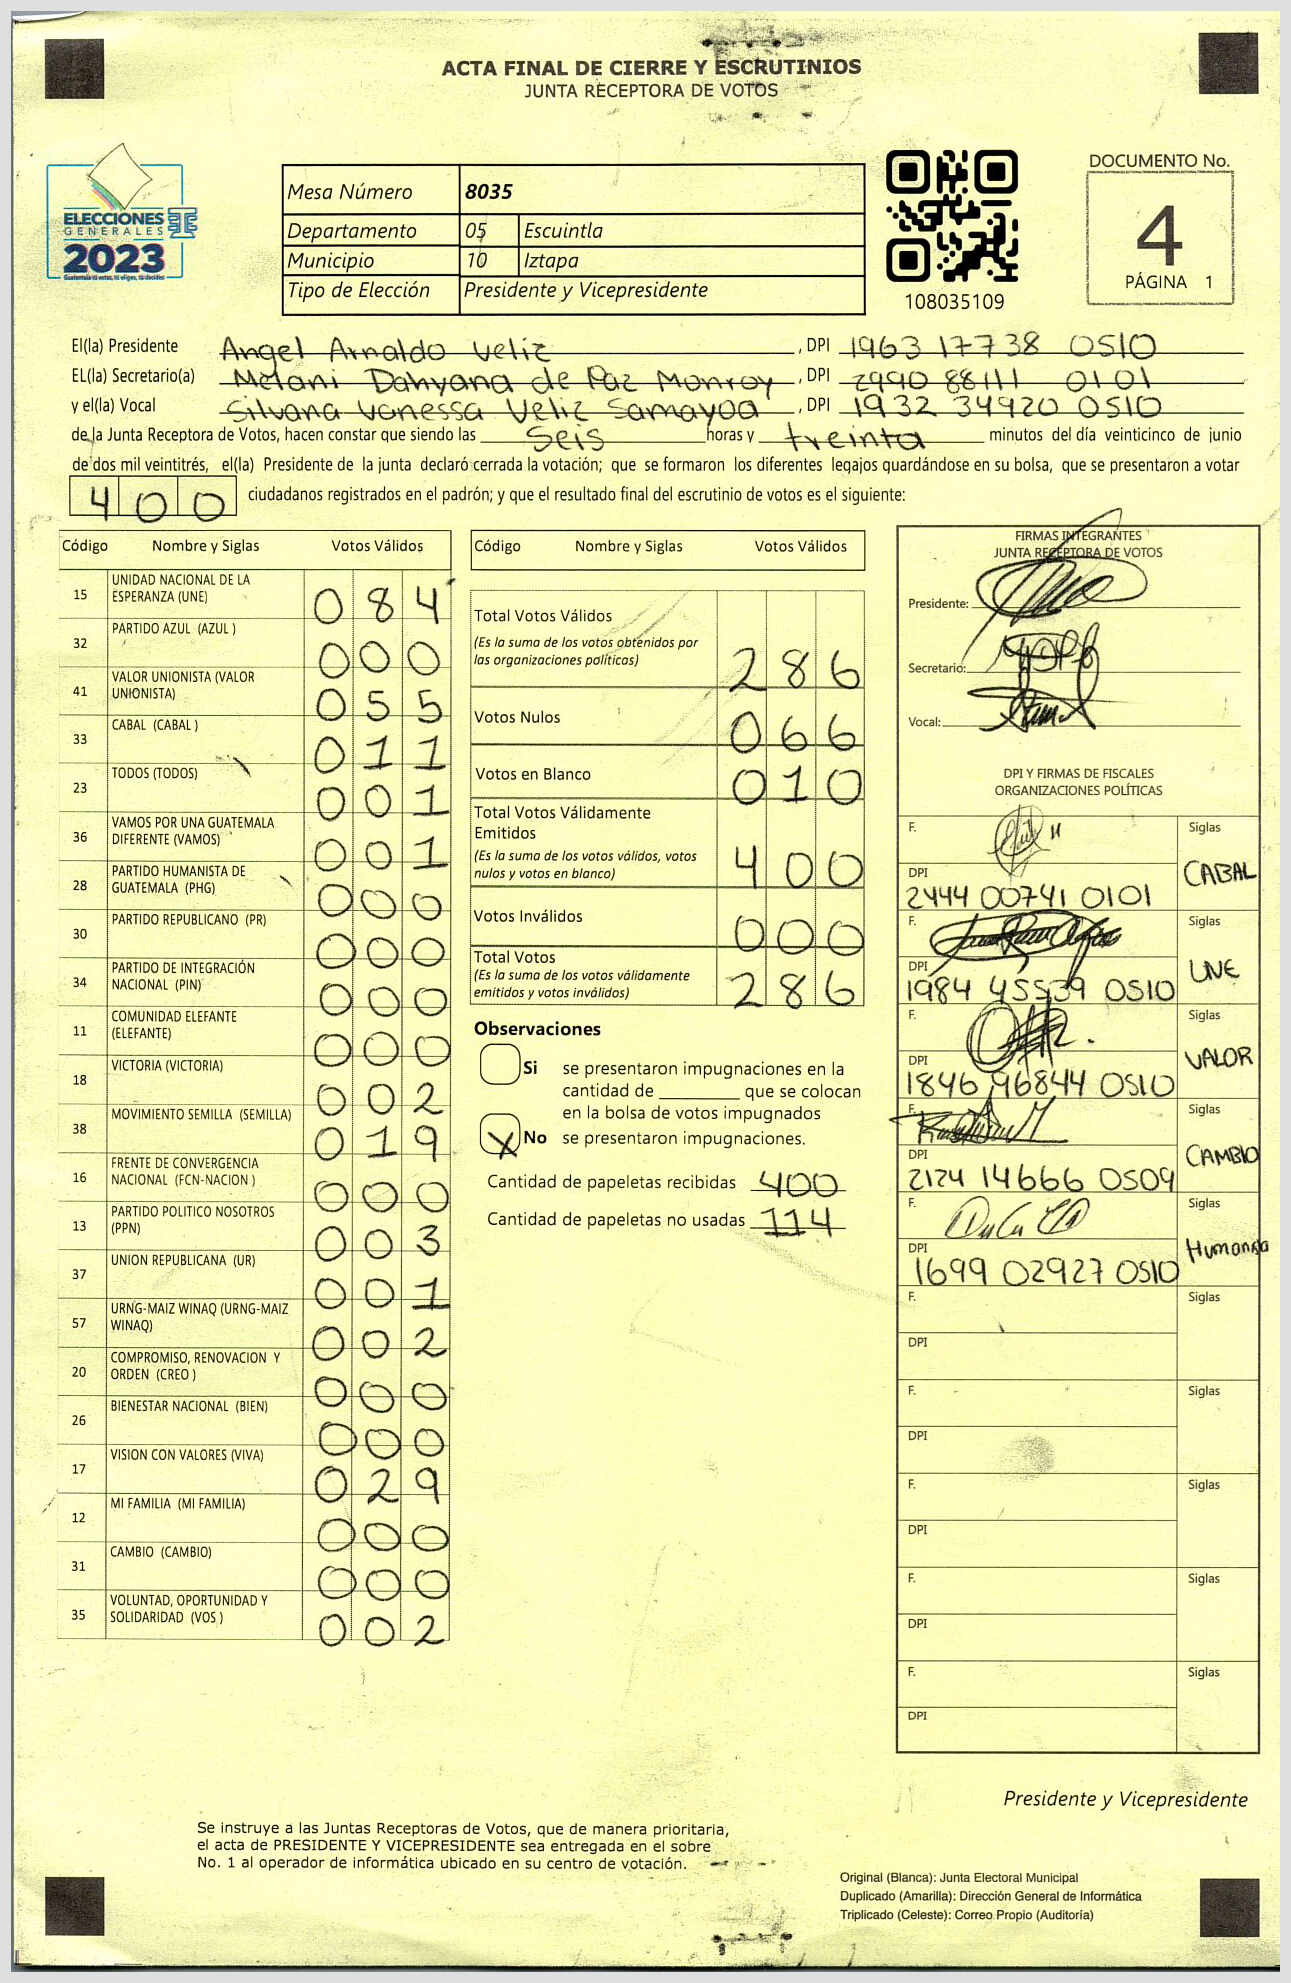 ACTA FINAL DE CIERRE Y ESCRUTINIOS
JUNTA RECEPTORA DE VOTOS
ELECCIONES
GENERALES
2023
Mesa Número 8035
Departamento 05 Escuintla
Municipio 10 Iztapa
Tipo de Elección Presidente y Vicepresidente
108035109
DOCUMENTO No.
4
PÁGINA 1
El(la) Presidente Angel Arnaldo Veliz , DPI 1963 17738 0510
EL(la) Secretario(a) Melani Dahyana de Paz Monroy , DPI 2990 88111 0101
y el(la) Vocal Silvana Vanessa Veliz Samayoa , DPI 1932 34920 0510
de la Junta Receptora de Votos, hacen constar que siendo las Seis horas y treinta minutos del día veinticinco de junio
de dos mil veintitrés, el(la) Presidente de la junta declaró cerrada la votación; que se formaron los diferentes legajos guardándose en su bolsa, que se presentaron a votar
400 ciudadanos registrados en el padrón; y que el resultado final del escrutinio de votos es el siguiente:
Código Nombre y Siglas Votos Válidos
15 UNIDAD NACIONAL DE LA ESPERANZA (UNE) 084
32 PARTIDO AZUL (AZUL ) 000
41 VALOR UNIONISTA (VALOR UNIONISTA) 055
33 CABAL (CABAL ) 011
23 TODOS (TODOS) 001
36 VAMOS POR UNA GUATEMALA DIFERENTE (VAMOS) 001
28 PARTIDO HUMANISTA DE GUATEMALA (PHG) 000
30 PARTIDO REPUBLICANO (PR) 000
34 PARTIDO DE INTEGRACIÓN NACIONAL (PIN) 000
11 COMUNIDAD ELEFANTE (ELEFANTE) 000
18 VICTORIA (VICTORIA) 002
38 MOVIMIENTO SEMILLA (SEMILLA) 019
16 FRENTE DE CONVERGENCIA NACIONAL (FCN-NACION ) 000
13 PARTIDO POLITICO NOSOTROS (PPN) 003
37 UNION REPUBLICANA (UR) 001
57 URNG-MAIZ WINAQ (URNG-MAIZ WINAQ) 002
20 COMPROMISO, RENOVACION Y ORDEN (CREO ) 000
26 BIENESTAR NACIONAL (BIEN) 000
17 VISION CON VALORES (VIVA) 029
12 MI FAMILIA (MI FAMILIA) 000
31 CAMBIO (CAMBIO) 000
35 VOLUNTAD, OPORTUNIDAD Y SOLIDARIDAD (VOS ) 002
Código Nombre y Siglas Votos Válidos
Total Votos Válidos
(Es la suma de los votos obtenidos por
las organizaciones políticos) 286
Votos Nulos 066
Votos en Blanco 010
Total Votos Válidamente
Emitidos
(Es la suma de los votos válidos, votos
nulos y votos en blanco) 400
Votos Inválidos 000
Total Votos
(Es la suma de los votos válidamente
emitidos y votos inválidos) 286
Observaciones
Si se presentaron impugnaciones en la
cantidad de ________ que se colocan
en la bolsa de votos impugnados
X No se presentaron impugnaciones.
Cantidad de papeletas recibidas 400
Cantidad de papeletas no usadas 114
FIRMAS INTEGRANTES
JUNTA RECEPTORA DE VOTOS
Presidente:
Secretario:
Vocal:
DPI Y FIRMAS DE FISCALES
ORGANIZACIONES POLÍTICAS
F. Siglas CABAL
DPI 2444 00741 0101
F. Siglas UNE
DPI 1984 45539 0510
F. Siglas VALOR
DPI 1846 96844 0510
F. Siglas CAMBIO
DPI 2124 14666 0509
F. Siglas Humanista
DPI 1699 02927 0510
F. Siglas
DPI
F. Siglas
DPI
F. Siglas
DPI
F. Siglas
DPI
F. Siglas
DPI
Presidente y Vicepresidente
Se instruye a las Juntas Receptoras de Votos, que de manera prioritaria,
el acta de PRESIDENTE Y VICEPRESIDENTE sea entregada en el sobre
No. 1 al operador de informática ubicado en su centro de votación.
Original (Blanca): Junta Electoral Municipal
Duplicado (Amarilla): Dirección General de Informática
Triplicado (Celeste): Correo Propio (Auditoría)